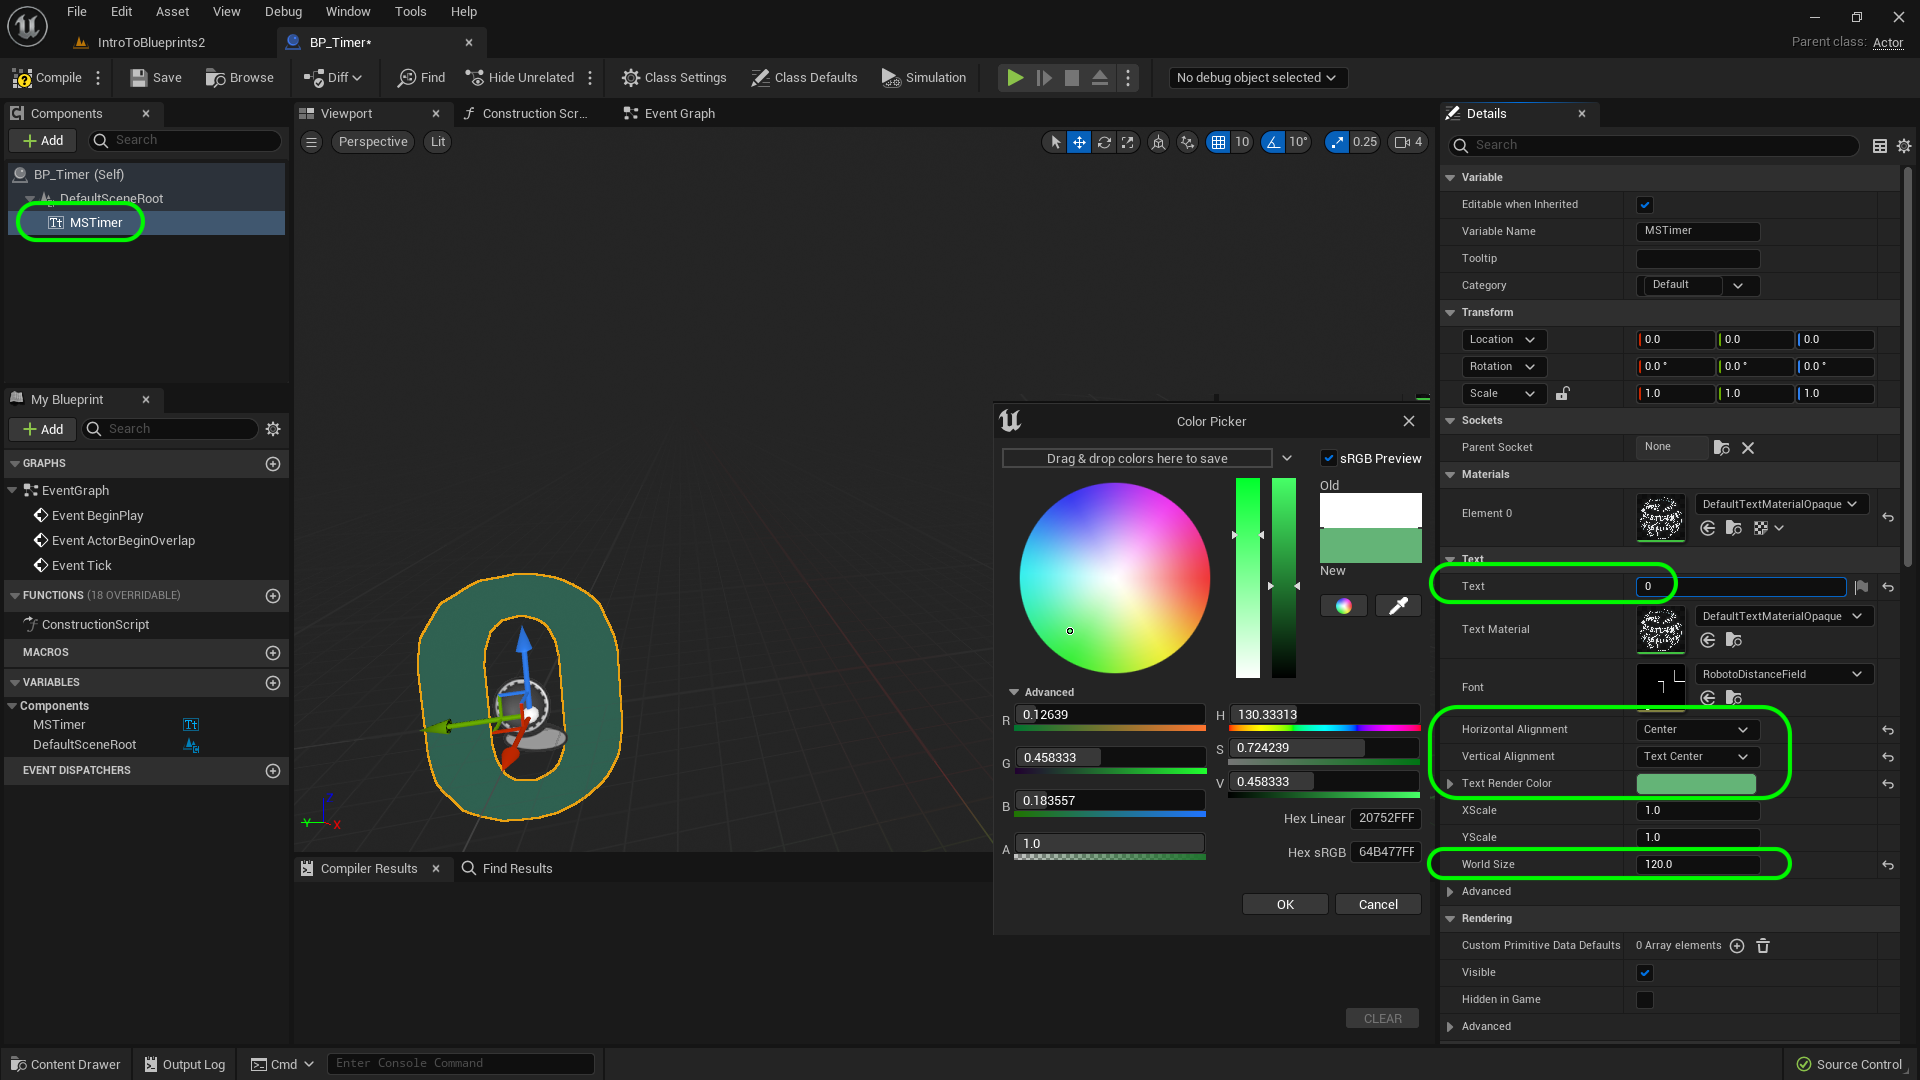 File Edit Asset View Debug Window Tools Help
IntroToBlueprints2
BP_Timer*
Parent class: Actor
Compile Save Browse Diff Find Hide Unrelated Class Settings Class Defaults Simulation No debug object selected
Components
Add Search
BP_Timer (Self)
DefaultSceneRoot
Tt MSTimer
My Blueprint
Add Search
GRAPHS
EventGraph
Event BeginPlay
Event ActorBeginOverlap
Event Tick
FUNCTIONS (18 OVERRIDABLE)
ConstructionScript
MACROS
VARIABLES
Components
MSTimer Tt
DefaultSceneRoot
EVENT DISPATCHERS
Viewport Construction Scr... Event Graph
Perspective Lit 10 10° 0.25 4
0
Z
Y X
Compiler Results Find Results
CLEAR
Color Picker
Drag & drop colors here to save sRGB Preview
Old
New
Advanced
R 0.12639 H 130.33313
G 0.458333 S 0.724239
B 0.183557 V 0.458333
A 1.0
Hex Linear 20752FFF
Hex sRGB 64B477FF
OK Cancel
Details
Search
Variable
Editable when Inherited
Variable Name MSTimer
Tooltip
Category Default
Transform
Location 0.0 0.0 0.0
Rotation 0.0 ° 0.0 ° 0.0 °
Scale 1.0 1.0 1.0
Sockets
Parent Socket None
Materials
Element 0 DefaultTextMaterialOpaque
Text
Text 0
Text Material DefaultTextMaterialOpaque
Font RobotoDistanceField
Horizontal Alignment Center
Vertical Alignment Text Center
Text Render Color
XScale 1.0
YScale 1.0
World Size 120.0
Advanced
Rendering
Custom Primitive Data Defaults 0 Array elements
Visible
Hidden in Game
Advanced
Content Drawer Output Log Cmd Enter Console Command Source Control